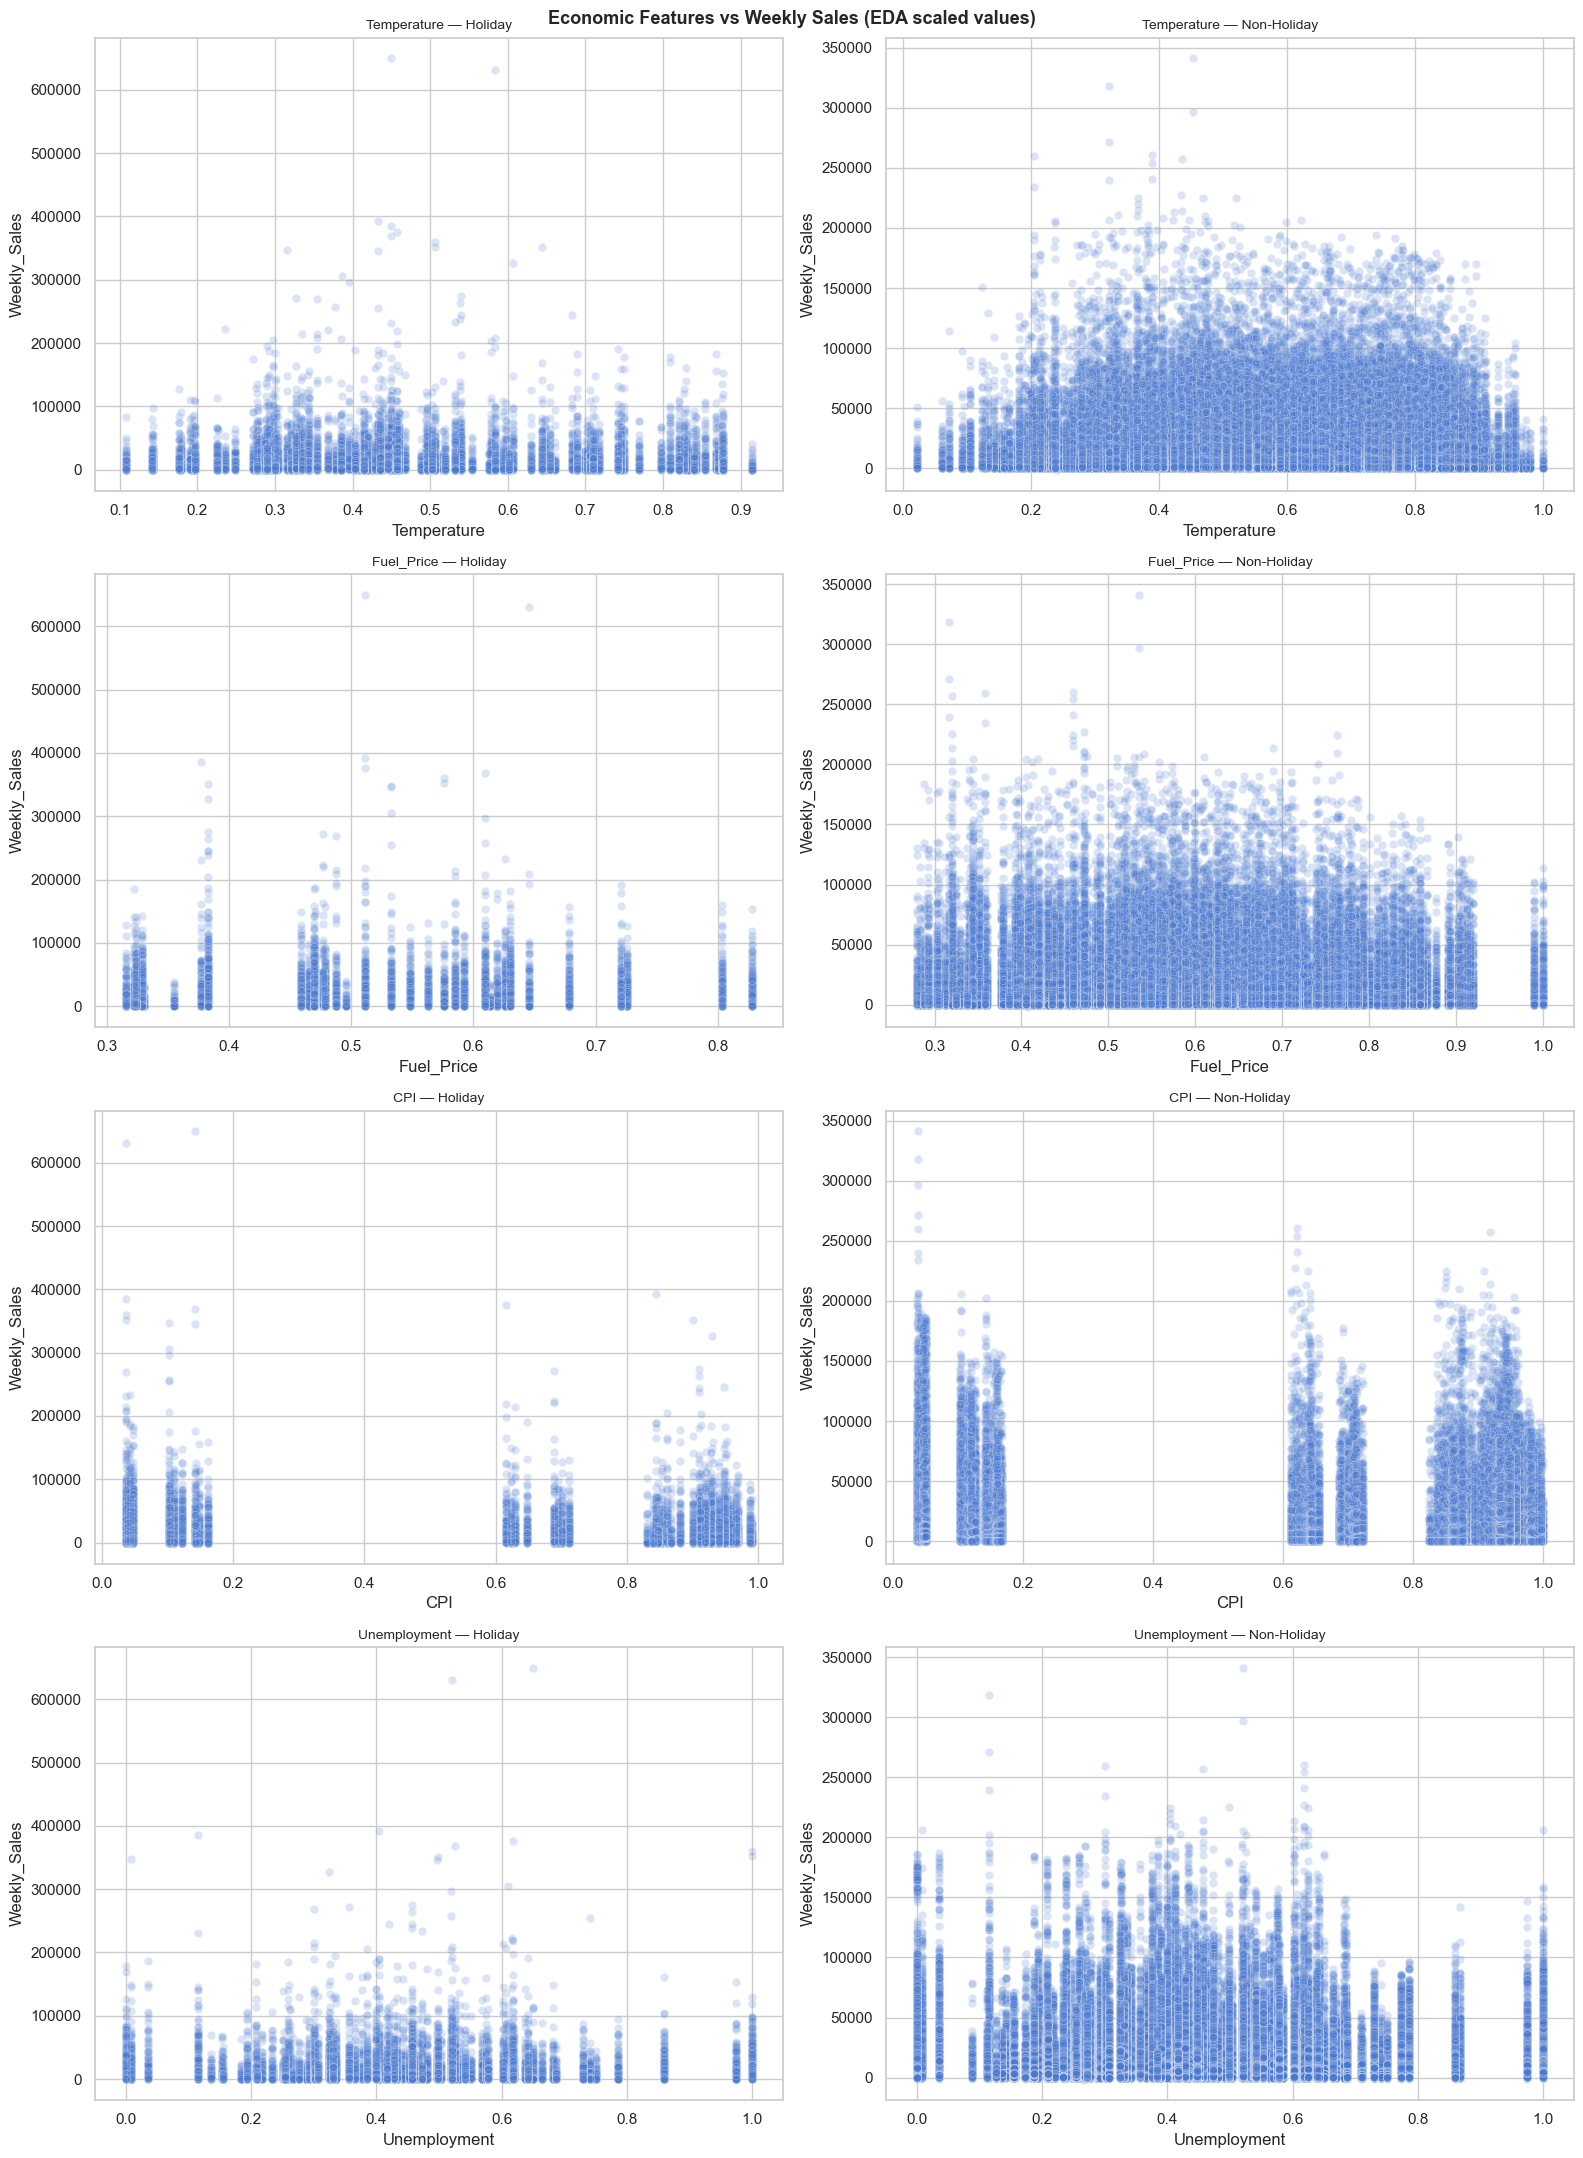 Economic Features vs Weekly Sales (EDA scaled values)
Temperature — Holiday
Weekly_Sales
600000
500000
400000
300000
200000
100000
0
0.1 0.2 0.3 0.4 0.5 0.6 0.7 0.8 0.9
Temperature
Temperature — Non-Holiday
Weekly_Sales
350000
300000
250000
200000
150000
100000
50000
0
0.0 0.2 0.4 0.6 0.8 1.0
Temperature
Fuel_Price — Holiday
Weekly_Sales
600000
500000
400000
300000
200000
100000
0
0.3 0.4 0.5 0.6 0.7 0.8
Fuel_Price
Fuel_Price — Non-Holiday
Weekly_Sales
350000
300000
250000
200000
150000
100000
50000
0
0.3 0.4 0.5 0.6 0.7 0.8 0.9 1.0
Fuel_Price
CPI — Holiday
Weekly_Sales
600000
500000
400000
300000
200000
100000
0
0.0 0.2 0.4 0.6 0.8 1.0
CPI
CPI — Non-Holiday
Weekly_Sales
350000
300000
250000
200000
150000
100000
50000
0
0.0 0.2 0.4 0.6 0.8 1.0
CPI
Unemployment — Holiday
Weekly_Sales
600000
500000
400000
300000
200000
100000
0
0.0 0.2 0.4 0.6 0.8 1.0
Unemployment
Unemployment — Non-Holiday
Weekly_Sales
350000
300000
250000
200000
150000
100000
50000
0
0.0 0.2 0.4 0.6 0.8 1.0
Unemployment